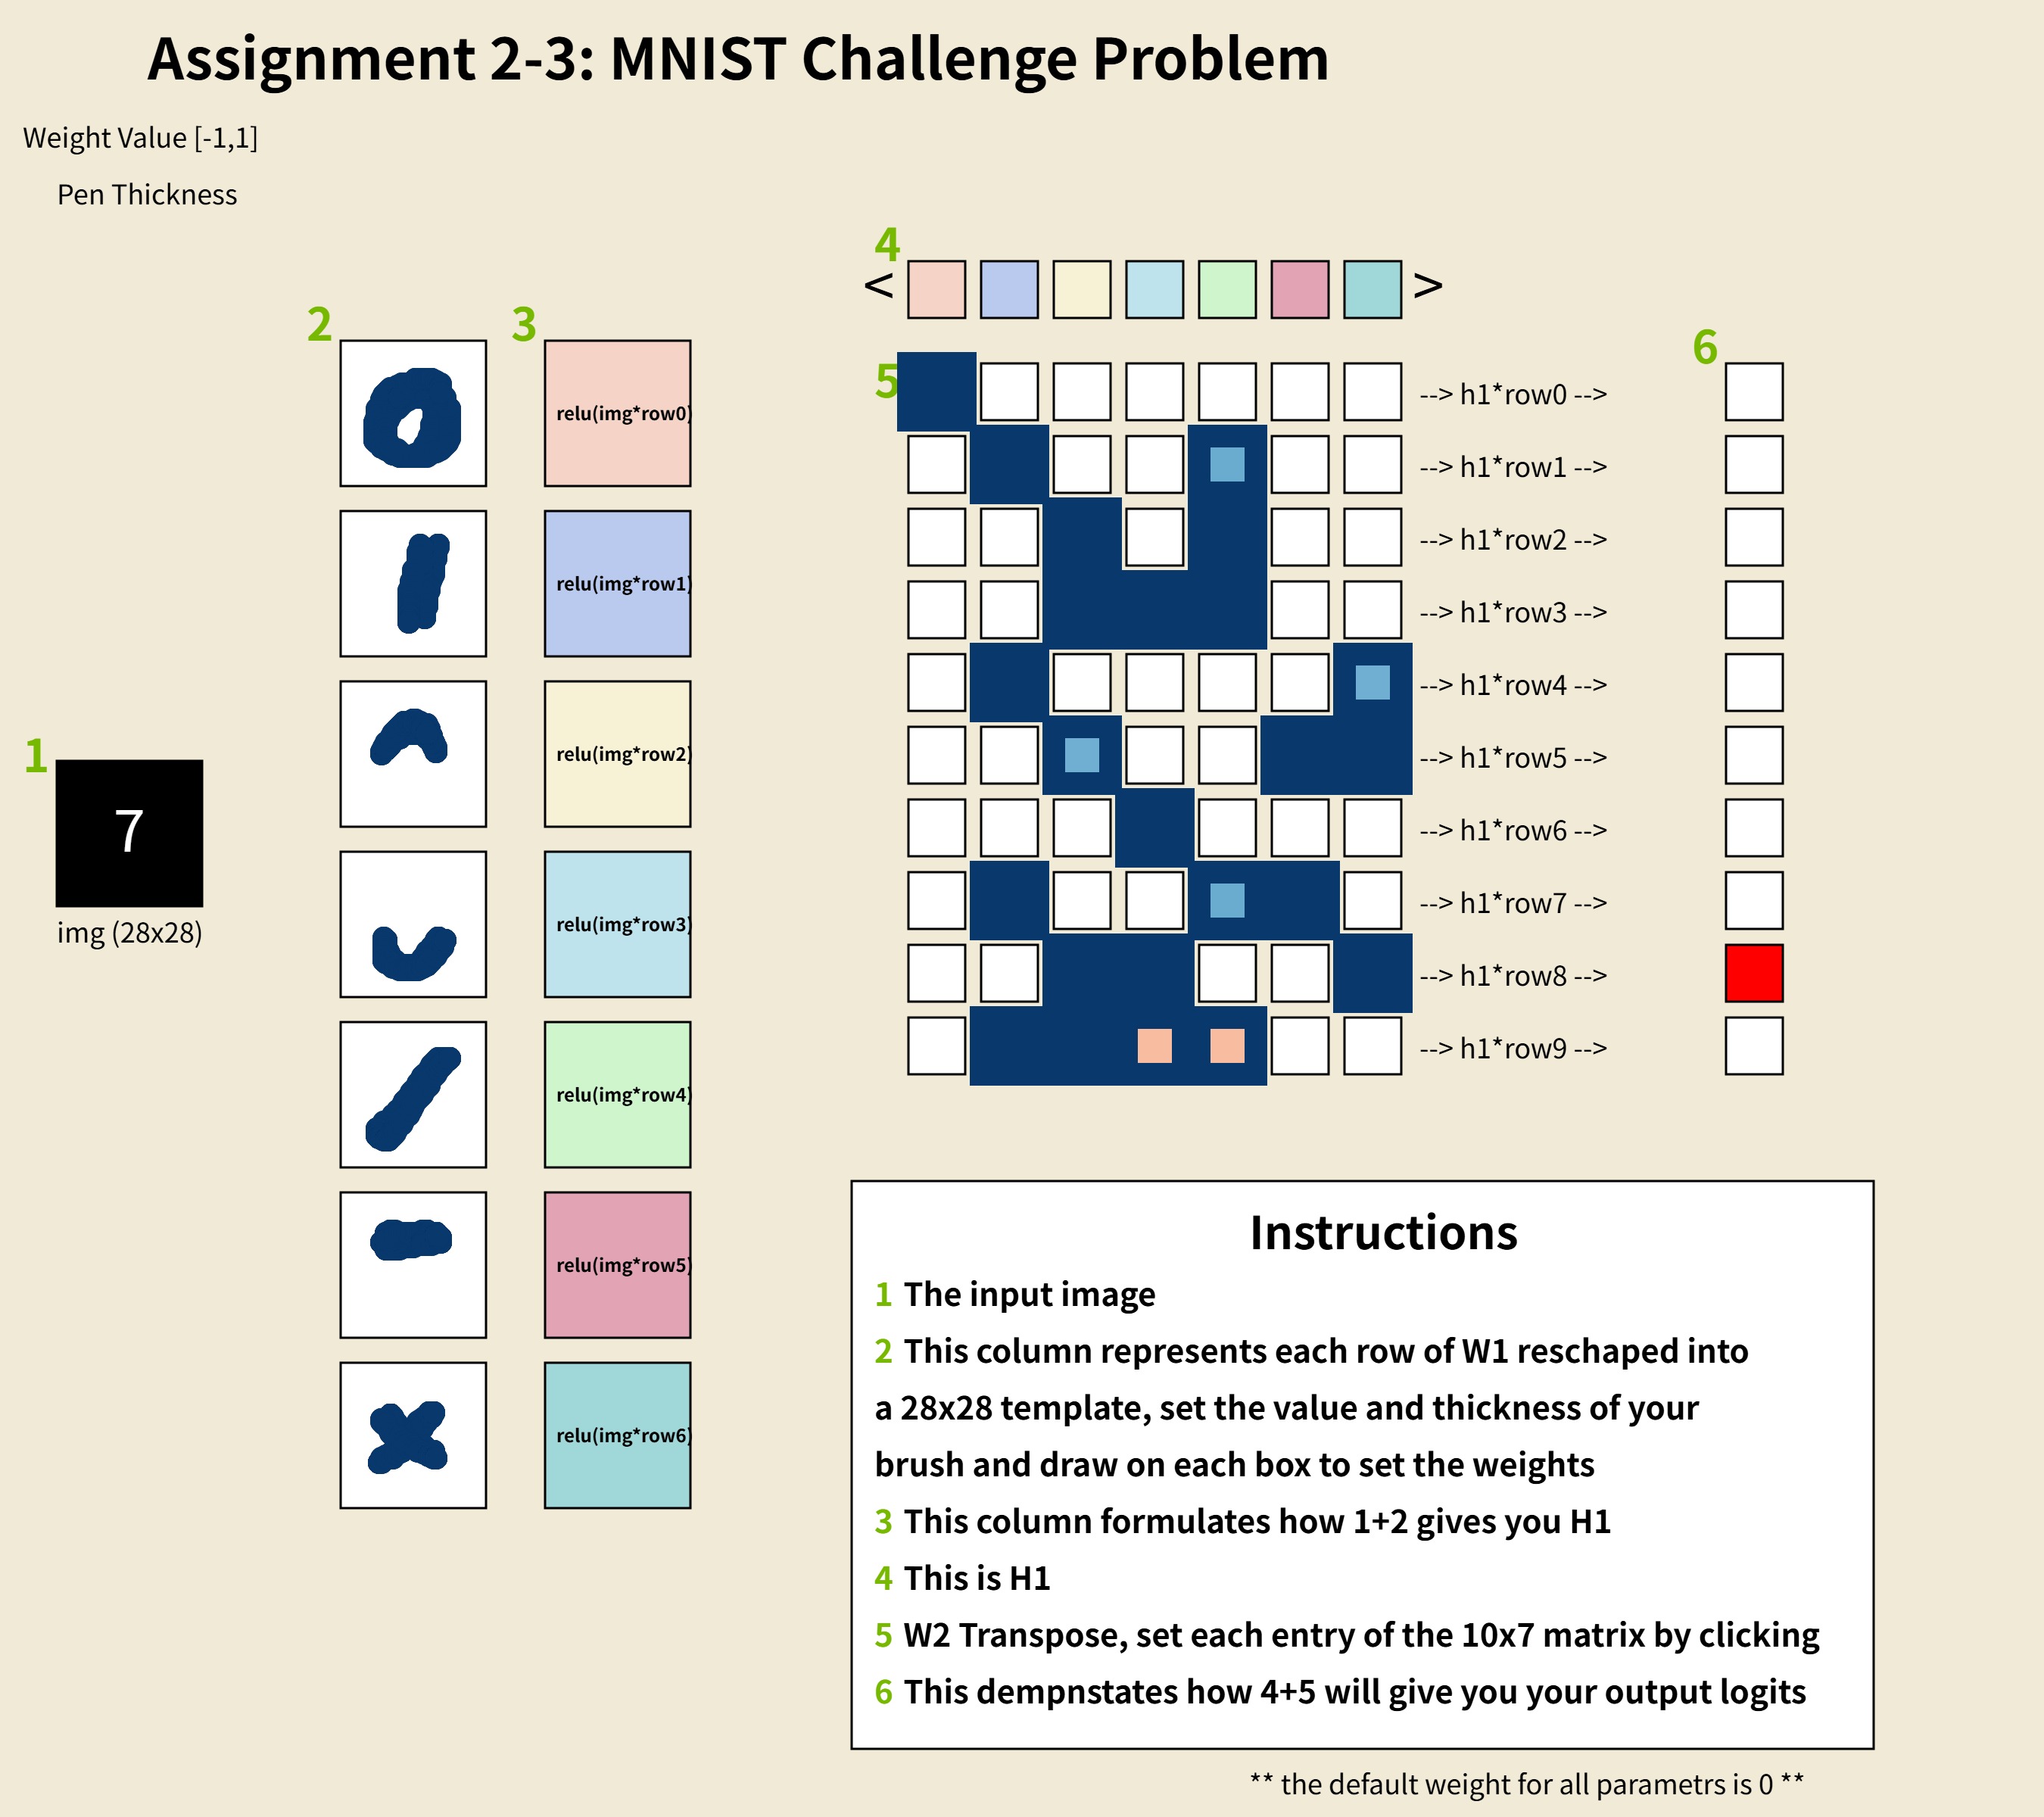 Assignment 2-3: MNIST Challenge Problem
Weight Value [-1,1]
Pen Thickness
4
< >
2 3
6
relu(img*row0)
5
--> h1*row0 -->
--> h1*row1 -->
relu(img*row1)
--> h1*row2 -->
--> h1*row3 -->
--> h1*row4 -->
relu(img*row2)
--> h1*row5 -->
1
7
img (28x28)
--> h1*row6 -->
--> h1*row7 -->
relu(img*row3)
--> h1*row8 -->
--> h1*row9 -->
relu(img*row4)
relu(img*row5)
relu(img*row6)
Instructions
1 The input image
2 This column represents each row of W1 reschaped into
a 28x28 template, set the value and thickness of your
brush and draw on each box to set the weights
3 This column formulates how 1+2 gives you H1
4 This is H1
5 W2 Transpose, set each entry of the 10x7 matrix by clicking
6 This dempnstates how 4+5 will give you your output logits
** the default weight for all parametrs is 0 **